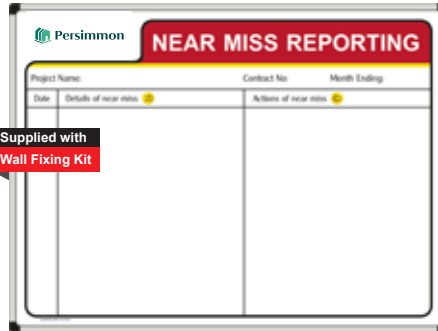 Persimmon
NEAR MISS REPORTING
Project Name:
Contract No:
Month Ending:
Date
Details of near miss
Actions of near miss
Supplied with
Wall Fixing Kit